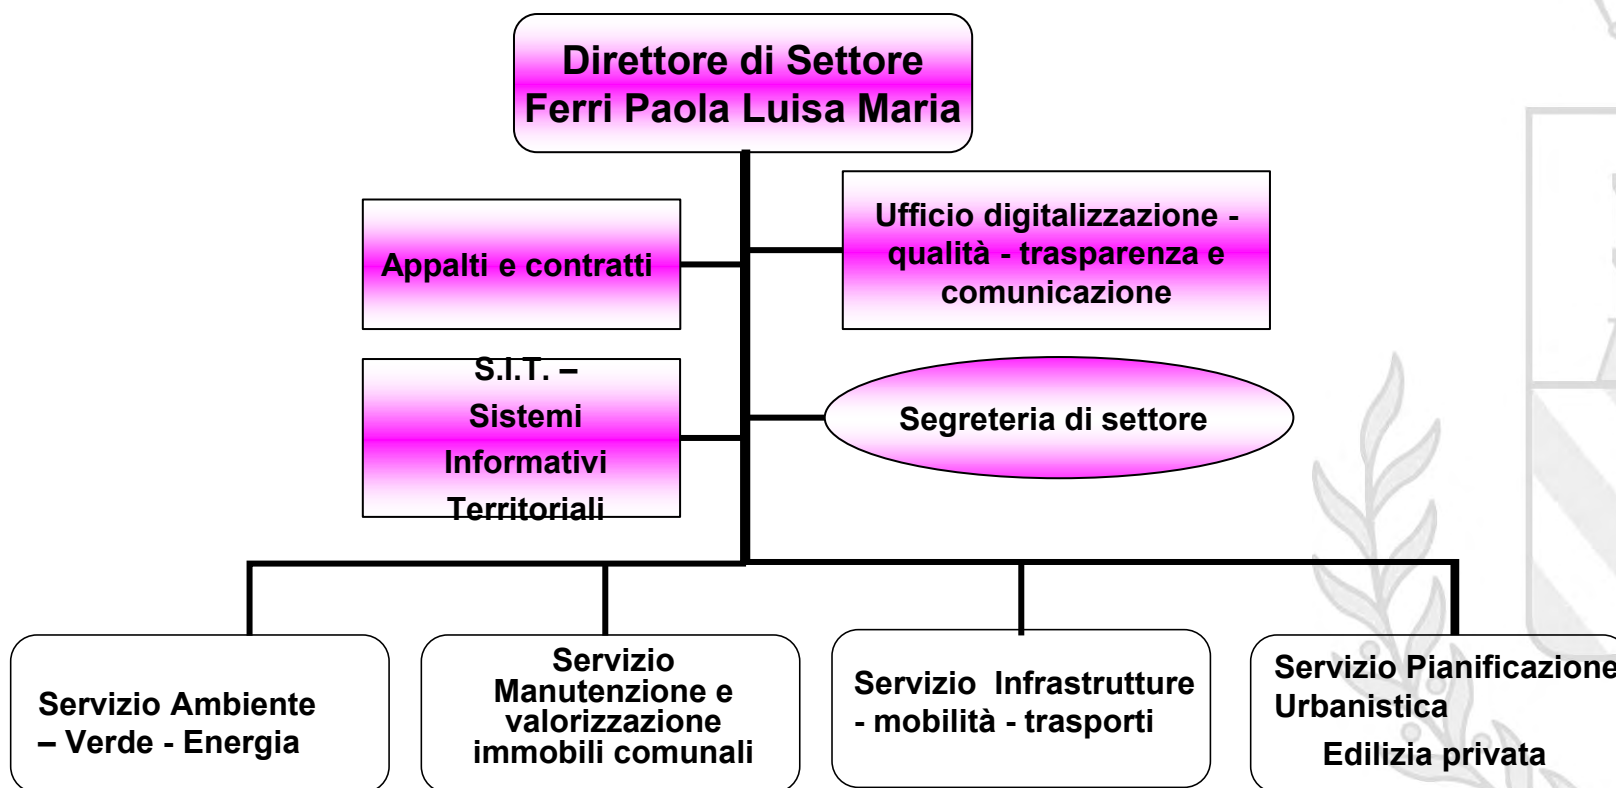 Direttore di Settore
Ferri Paola Luisa Maria
Appalti e contratti
Ufficio digitalizzazione -
qualità - trasparenza e
comunicazione
S.I.T. –
Sistemi
Informativi
Territoriali
Segreteria di settore
Servizio Ambiente
– Verde - Energia
Servizio
Manutenzione e
valorizzazione
immobili comunali
Servizio Infrastrutture
- mobilità - trasporti
Servizio Pianificazione
Urbanistica
Edilizia privata